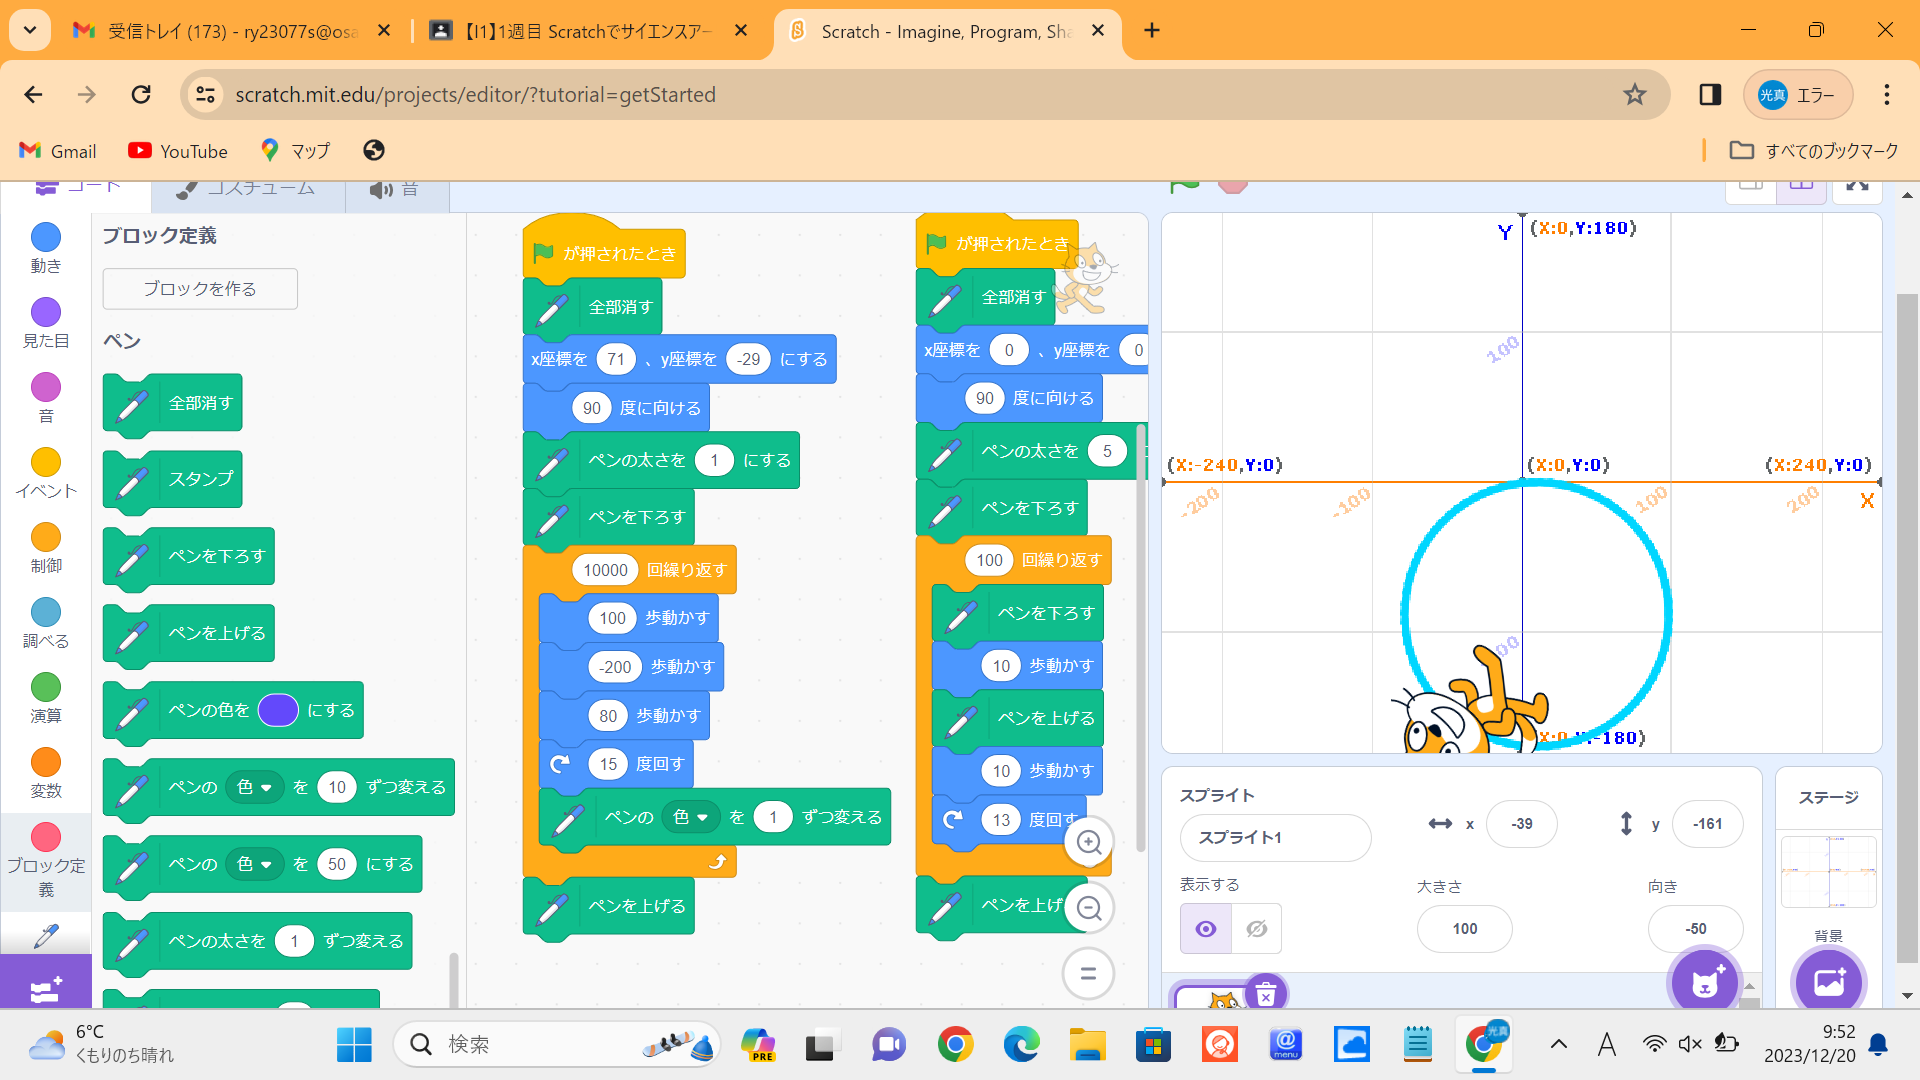 受信トレイ (173) - ry23077s@osa
【I1】1週目 Scratchでサイエンスアー
Scratch - Imagine, Program, Sha
scratch.mit.edu/projects/editor/?tutorial=getStarted
光真 エラー
Gmail
YouTube
マップ
すべてのブックマーク
コード
コスチューム
音
動き
見た目
音
イベント
制御
調べる
演算
変数
ブロック定義
ブロック定義
ブロックを作る
ペン
全部消す
スタンプ
ペンを下ろす
ペンを上げる
ペンの色を にする
ペンの 色 を 10 ずつ変える
ペンの 色 を 50 にする
ペンの太さを 1 ずつ変える
が押されたとき
全部消す
x座標を 71 、y座標を -29 にする
90 度に向ける
ペンの太さを 1 にする
ペンを下ろす
10000 回繰り返す
100 歩動かす
-200 歩動かす
80 歩動かす
15 度回す
ペンの 色 を 1 ずつ変える
ペンを上げる
が押されたとき
全部消す
x座標を 0 、y座標を 0
90 度に向ける
ペンの太さを 5
ペンを下ろす
100 回繰り返す
ペンを下ろす
10 歩動かす
ペンを上げる
10 歩動かす
13 度回す
ペンを上げ
Y (X:0,Y:180)
100
(X:-240,Y:0) (X:0,Y:0) (X:240,Y:0)
-200 -100 100 200 X
(X:0,Y:-180)
スプライト
スプライト1
x -39
y -161
表示する
大きさ 100
向き -50
ステージ
背景
6°C
くもりのち晴れ
検索
PRE
@
menu
光真
A
9:52
2023/12/20